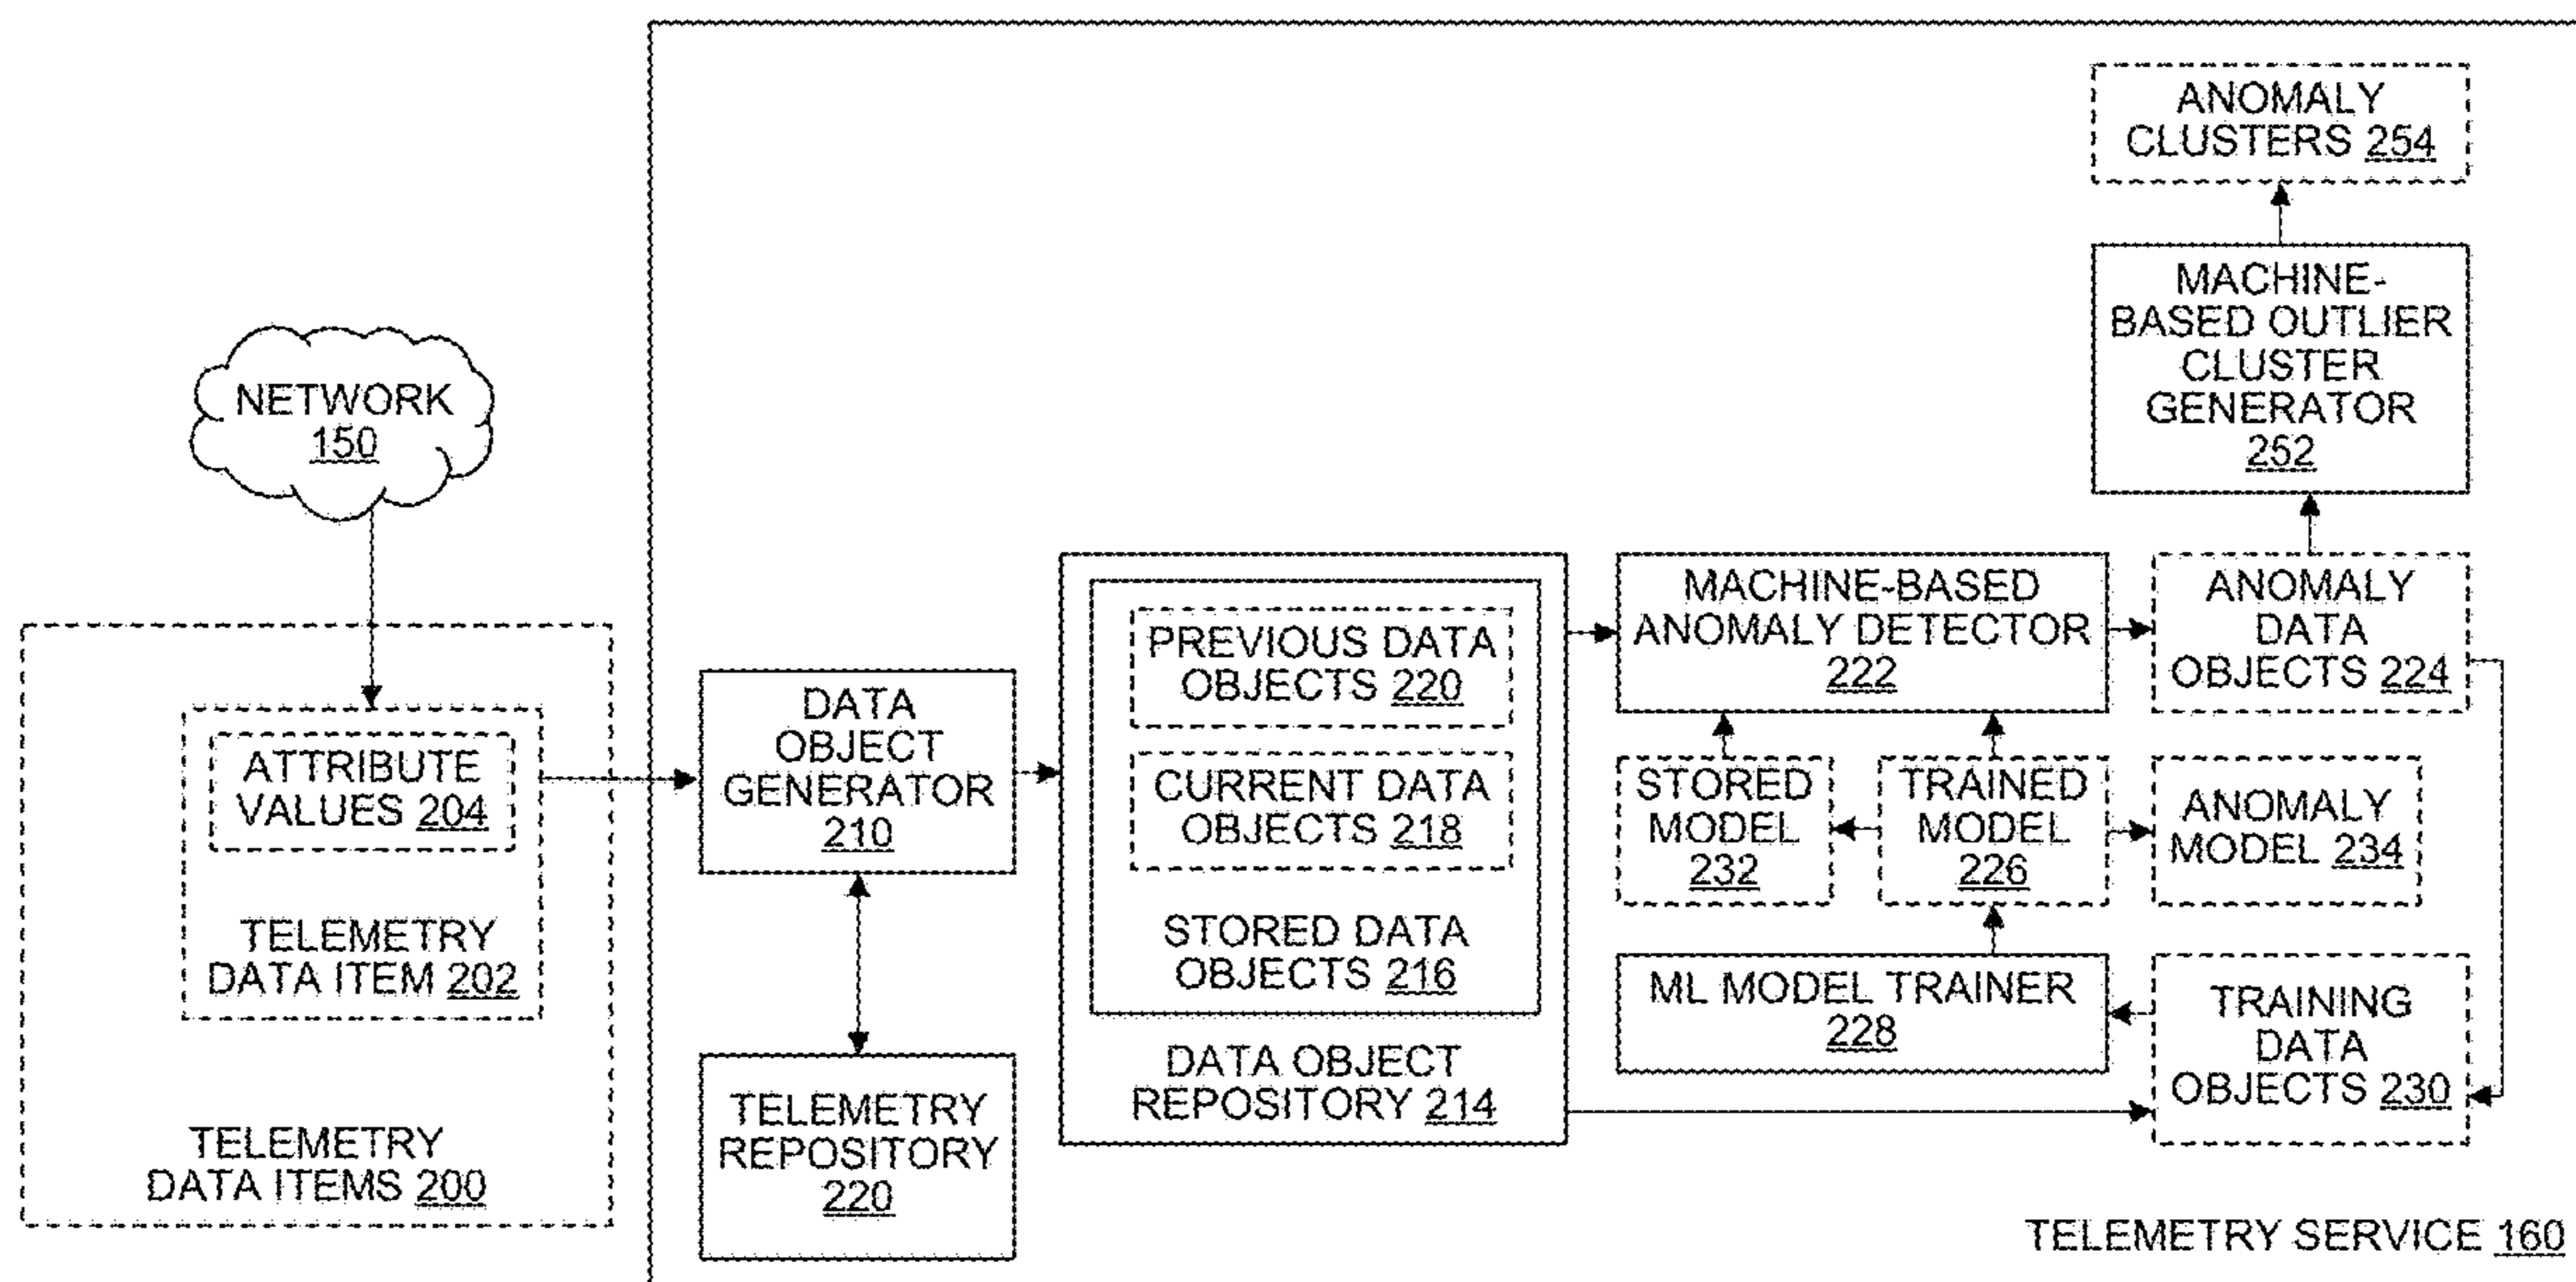 ANOMALY
CLUSTERS 254
MACHINE-
BASED OUTLIER
CLUSTER
GENERATOR
252
NETWORK
150
ATTRIBUTE
VALUES 204
TELEMETRY
DATA ITEM 202
TELEMETRY
DATA ITEMS 200
DATA
OBJECT
GENERATOR
210
TELEMETRY
REPOSITORY
220
PREVIOUS DATA
OBJECTS 220
CURRENT DATA
OBJECTS 218
STORED DATA
OBJECTS 216
DATA OBJECT
REPOSITORY 214
MACHINE-BASED
ANOMALY DETECTOR
222
ANOMALY
DATA
OBJECTS 224
STORED
MODEL
232
TRAINED
MODEL
226
ANOMALY
MODEL 234
ML MODEL TRAINER
228
TRAINING
DATA
OBJECTS 230
TELEMETRY SERVICE 160